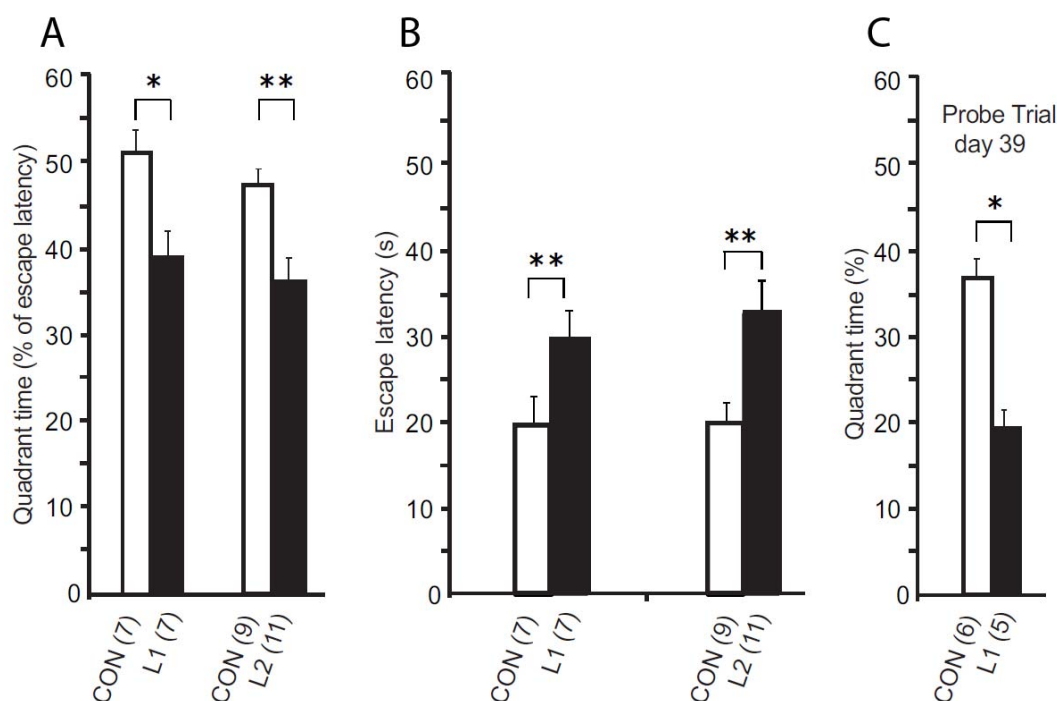 A
Quadrant time (% of escape latency)
60
50
40
30
20
10
0
*
**
CON (7)
L1 (7)
CON (9)
L2 (11)
B
Escape latency (s)
60
50
40
30
20
10
0
**
**
CON (7)
L1 (7)
CON (9)
L2 (11)
C
Quadrant time (%)
60
50
40
30
20
10
0
Probe Trial
day 39
*
CON (6)
L1 (5)